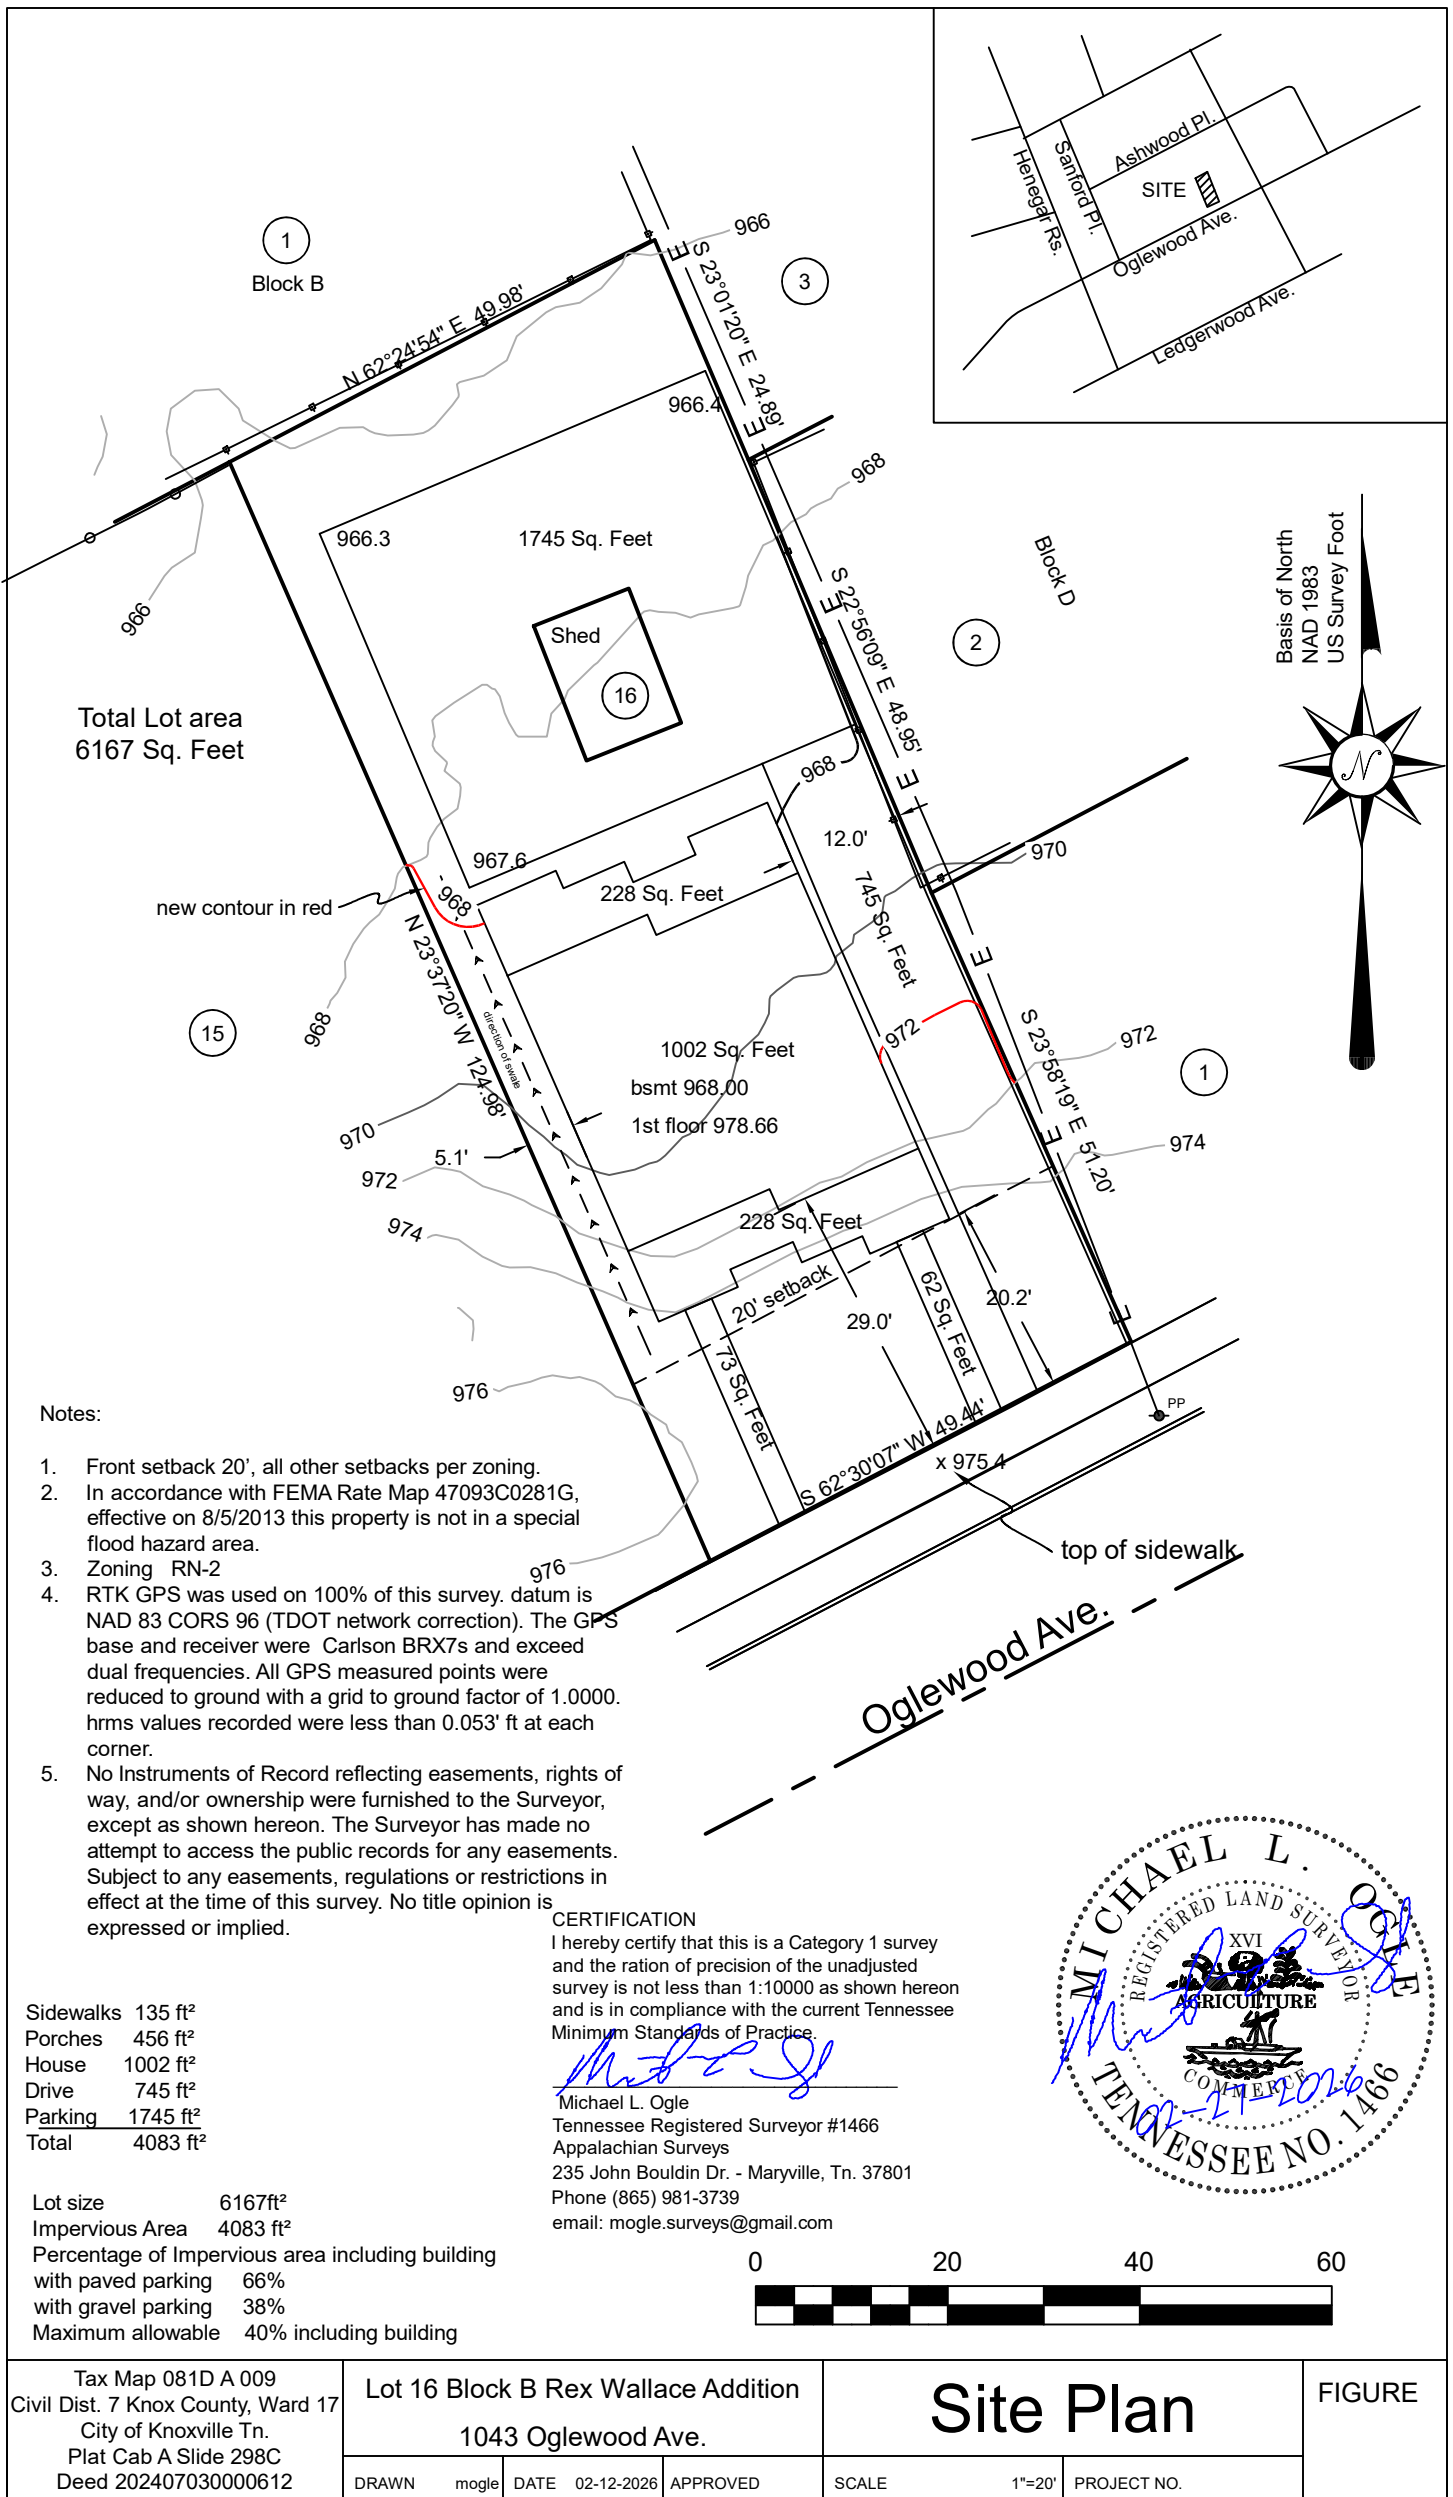 Henegar Rs.
Sanford Pl.
Ashwood Pl.
SITE
Oglewood Ave.
Ledgerwood Ave.
1
Block B
966
3
N 62°24'54" E 49.98'
E
S 23°01'20" E 24.89'
966.4
E
968
966.3
1745 Sq. Feet
Block D
Basis of North
NAD 1983
US Survey Foot
966
Shed
E
S 22°56'09" E 48.95'
2
16
Total Lot area
6167 Sq. Feet
N
968
E
12.0'
970
967.6
968
228 Sq. Feet
745 Sq. Feet
new contour in red
N 23°37'20" W 124.98'
E
direction of swale
968
15
972
S 23°58'19" E 51.20'
972
1002 Sq. Feet
1
bsmt 968.00
1st floor 978.66
970
E
5.1'
974
972
974
228 Sq. Feet
20' setback
62 Sq. Feet
20.2'
29.0'
E
73 Sq. Feet
976
PP
S 62°30'07" W 49.44'
x 975.4
976
top of sidewalk
Oglewood Ave.
Notes:
1. Front setback 20’, all other setbacks per zoning.
2. In accordance with FEMA Rate Map 47093C0281G,
effective on 8/5/2013 this property is not in a special
flood hazard area.
3. Zoning RN-2
4. RTK GPS was used on 100% of this survey. datum is
NAD 83 CORS 96 (TDOT network correction). The GPS
base and receiver were Carlson BRX7s and exceed
dual frequencies. All GPS measured points were
reduced to ground with a grid to ground factor of 1.0000.
hrms values recorded were less than 0.053' ft at each
corner.
5. No Instruments of Record reflecting easements, rights of
way, and/or ownership were furnished to the Surveyor,
except as shown hereon. The Surveyor has made no
attempt to access the public records for any easements.
Subject to any easements, regulations or restrictions in
effect at the time of this survey. No title opinion is
expressed or implied.
CERTIFICATION
I hereby certify that this is a Category 1 survey
and the ration of precision of the unadjusted
survey is not less than 1:10000 as shown hereon
and is in compliance with the current Tennessee
Minimum Standards of Practice.
Michael L. Ogle
Tennessee Registered Surveyor #1466
Appalachian Surveys
235 John Bouldin Dr. - Maryville, Tn. 37801
Phone (865) 981-3739
email: mogle.surveys@gmail.com
MICHAEL L. OGLE
REGISTERED LAND SURVEYOR
XVI
AGRICULTURE
COMMERCE
02-27-2026
TENNESSEE NO. 1466
Sidewalks 135 ft²
Porches 456 ft²
House 1002 ft²
Drive 745 ft²
Parking 1745 ft²
Total 4083 ft²
Lot size 6167ft²
Impervious Area 4083 ft²
Percentage of Impervious area including building
with paved parking 66%
with gravel parking 38%
Maximum allowable 40% including building
0 20 40 60
Tax Map 081D A 009
Civil Dist. 7 Knox County, Ward 17
City of Knoxville Tn.
Plat Cab A Slide 298C
Deed 202407030000612
Lot 16 Block B Rex Wallace Addition
1043 Oglewood Ave.
DRAWN mogle DATE 02-12-2026 APPROVED
Site Plan
SCALE 1"=20' PROJECT NO.
FIGURE